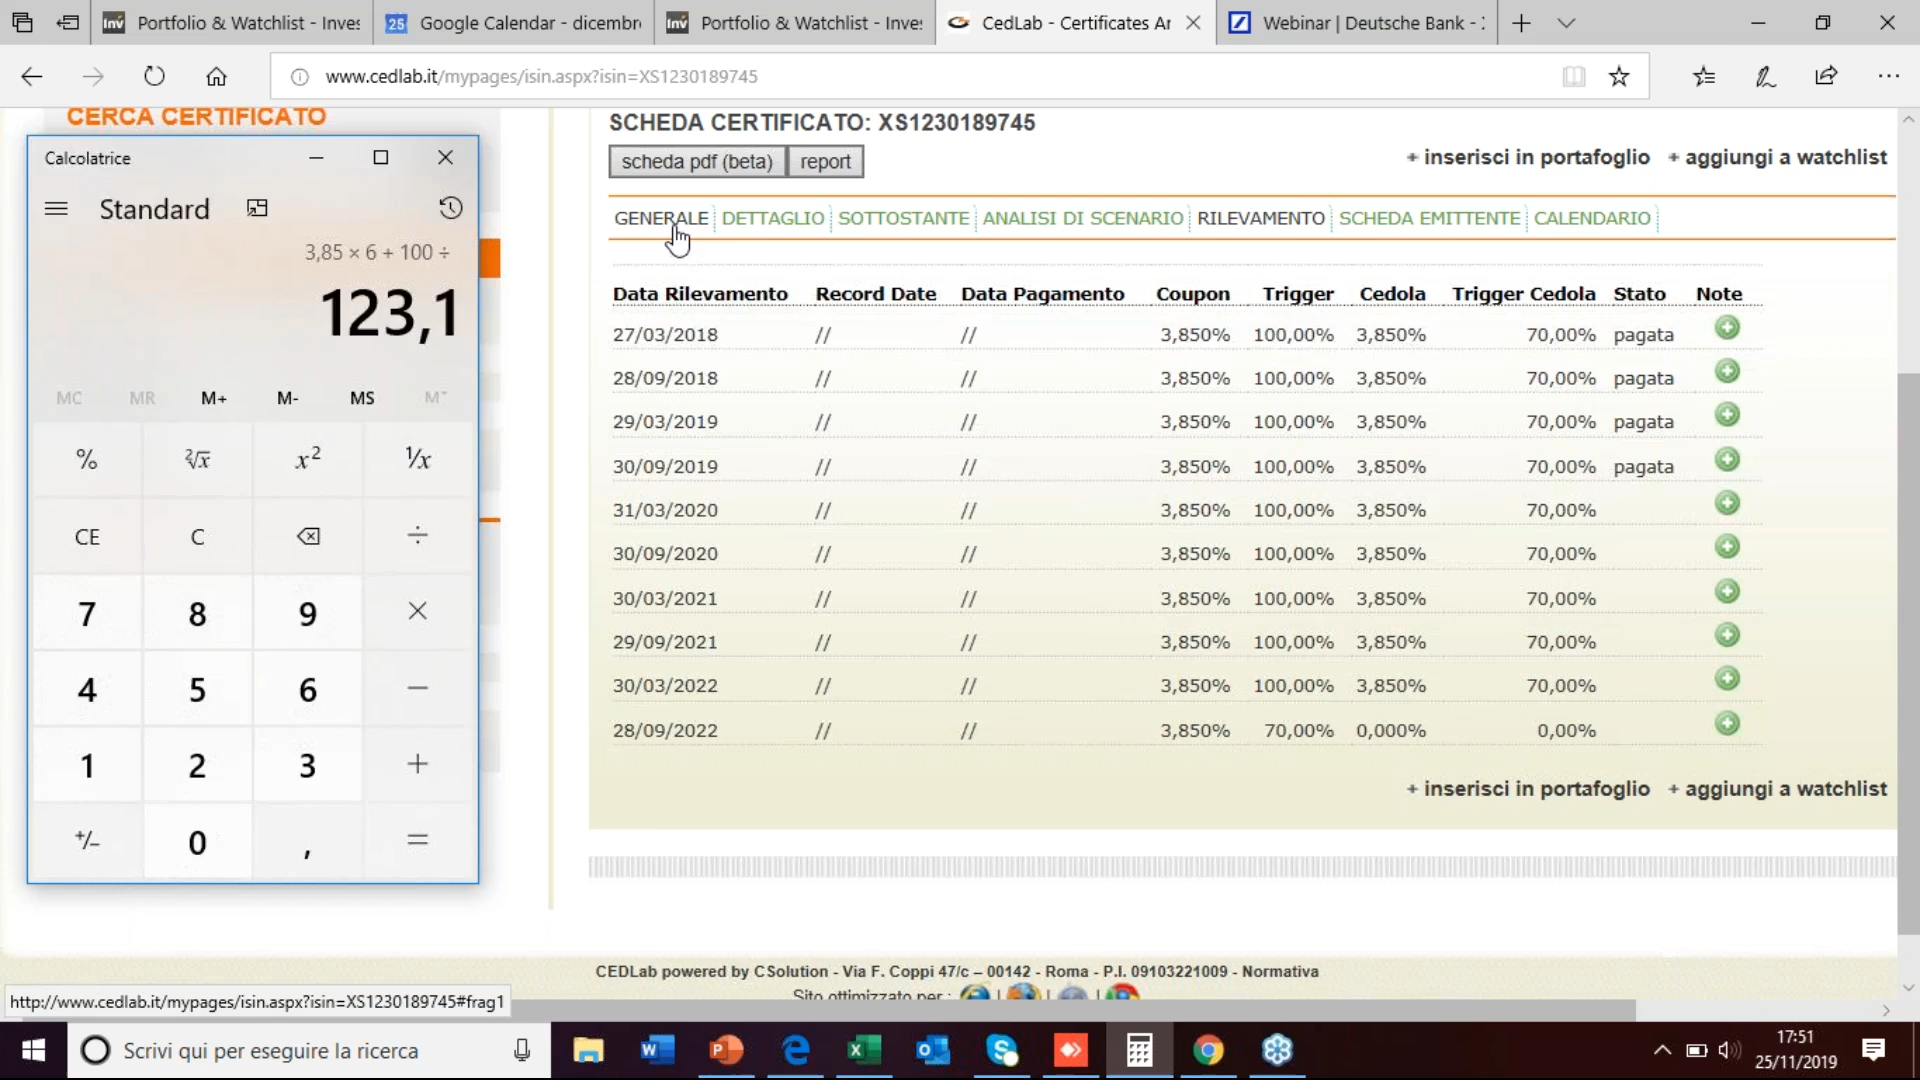 Portfolio & Watchlist - Inves
25 Google Calendar - dicembr
Portfolio & Watchlist - Inves
CedLab - Certificates Ar
Webinar | Deutsche Bank -
www.cedlab.it/mypages/isin.aspx?isin=XS1230189745
CERCA CERTIFICATO
Calcolatrice
Standard
3,85 × 6 + 100 ÷
123,1
MC MR M+ M- MS M
% ²√x x² ¹/x
CE C ÷
7 8 9 ×
4 5 6 −
1 2 3 +
+/− 0 , =
SCHEDA CERTIFICATO: XS1230189745
scheda pdf (beta) report
+ inserisci in portafoglio + aggiungi a watchlist
GENERALE DETTAGLIO SOTTOSTANTE ANALISI DI SCENARIO RILEVAMENTO SCHEDA EMITTENTE CALENDARIO
Data Rilevamento Record Date Data Pagamento Coupon Trigger Cedola Trigger Cedola Stato Note
27/03/2018 // // 3,850% 100,00% 3,850% 70,00% pagata
28/09/2018 // // 3,850% 100,00% 3,850% 70,00% pagata
29/03/2019 // // 3,850% 100,00% 3,850% 70,00% pagata
30/09/2019 // // 3,850% 100,00% 3,850% 70,00% pagata
31/03/2020 // // 3,850% 100,00% 3,850% 70,00%
30/09/2020 // // 3,850% 100,00% 3,850% 70,00%
30/03/2021 // // 3,850% 100,00% 3,850% 70,00%
29/09/2021 // // 3,850% 100,00% 3,850% 70,00%
30/03/2022 // // 3,850% 100,00% 3,850% 70,00%
28/09/2022 // // 3,850% 70,00% 0,000% 0,00%
+ inserisci in portafoglio + aggiungi a watchlist
CEDLab powered by CSolution - Via F. Coppi 47/c – 00142 - Roma - P.I. 09103221009 - Normativa
Sito ottimizzato per :
http://www.cedlab.it/mypages/isin.aspx?isin=XS1230189745#frag1
Scrivi qui per eseguire la ricerca
17:51
25/11/2019